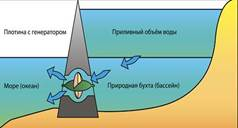 Плотина с генератором
Приливный объём воды
Море (океан)
Природная бухта (бассейн)